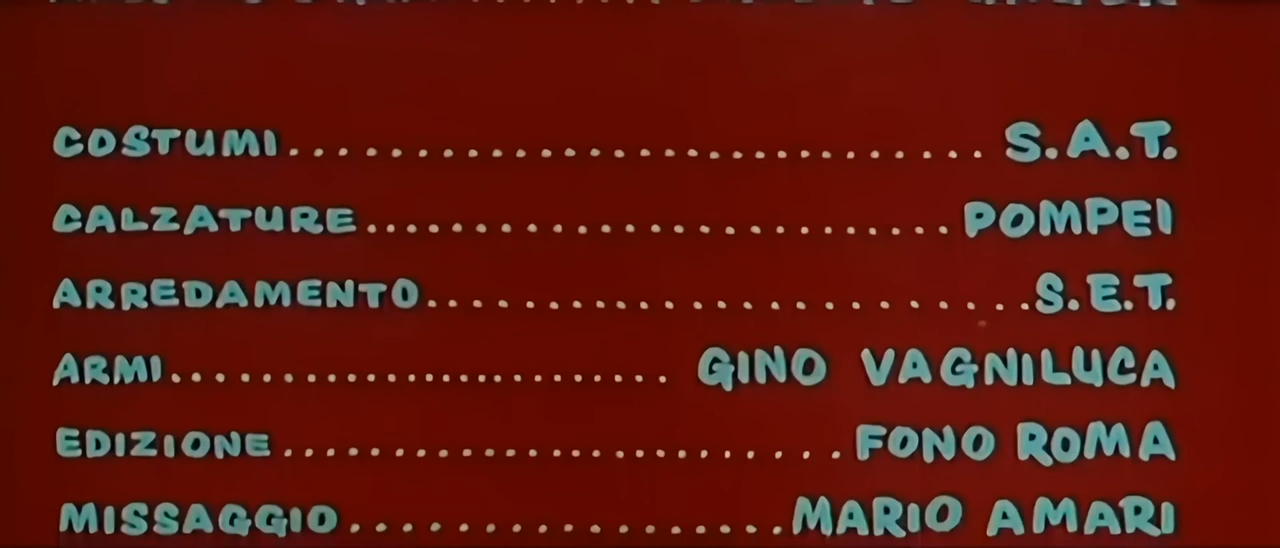 COSTUMI.............................. S.A.T.
CALZATURE........................... POMPEI
ARREDAMENTO..........................S.E.T.
ARMI......................... GINO VAGNILUCA
EDIZIONE..........................FONO ROMA
MISSAGGIO.................MARIO AMARI